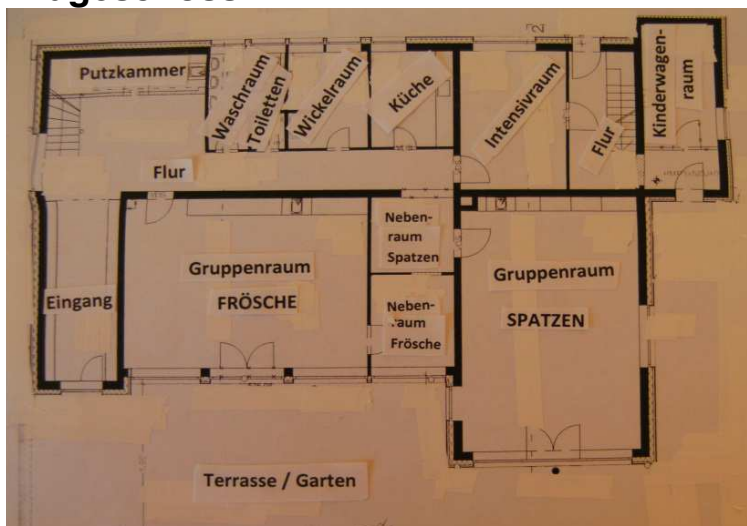 Putzkammer
Waschraum
Toiletten
Wickelraum
Küche
Intensivraum
Flur
Kinderwagen-
raum
Flur
Neben-
raum
Spatzen
Gruppenraum
FRÖSCHE
Gruppenraum
SPATZEN
Eingang
Neben-
raum
Frösche
Terrasse / Garten